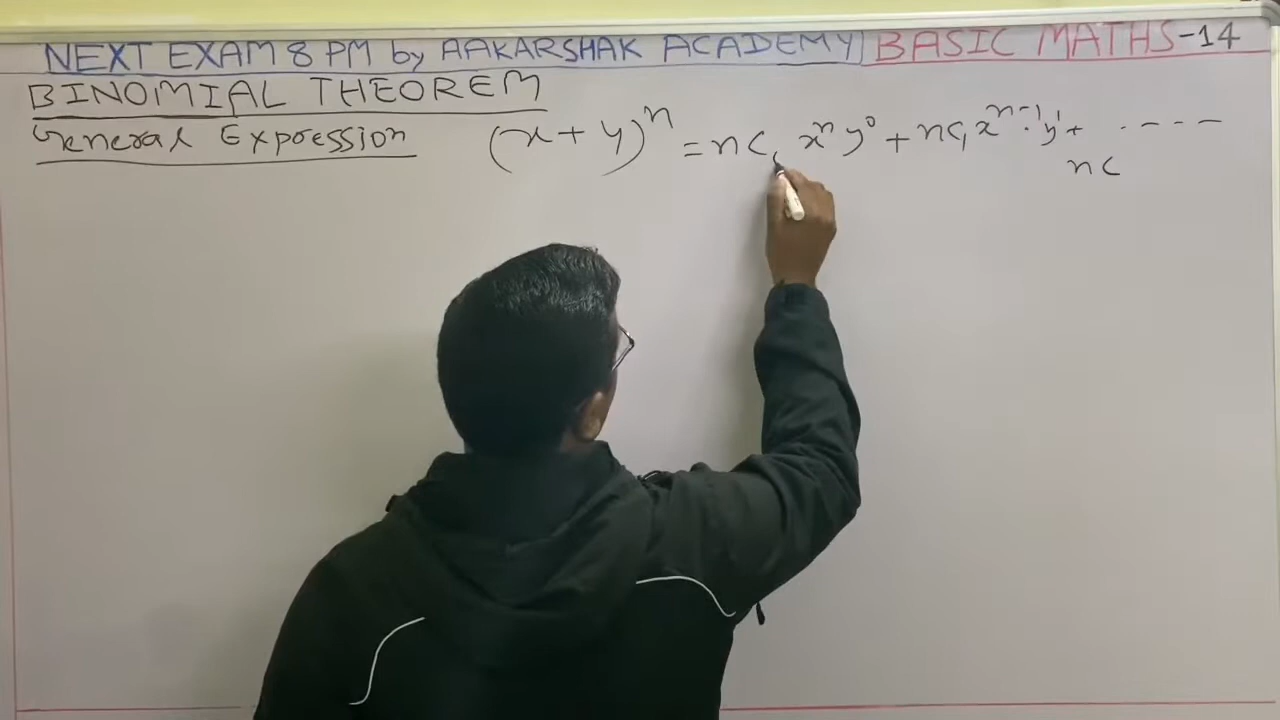 NEXT EXAM 8 PM by AAKARSHAK ACADEMY BASIC MATHS-14
BINOMIAL THEOREM
General Expression (x+y)^n = nC x^n y^0 + nC1 x^n-1 . y^1 + .----
nC